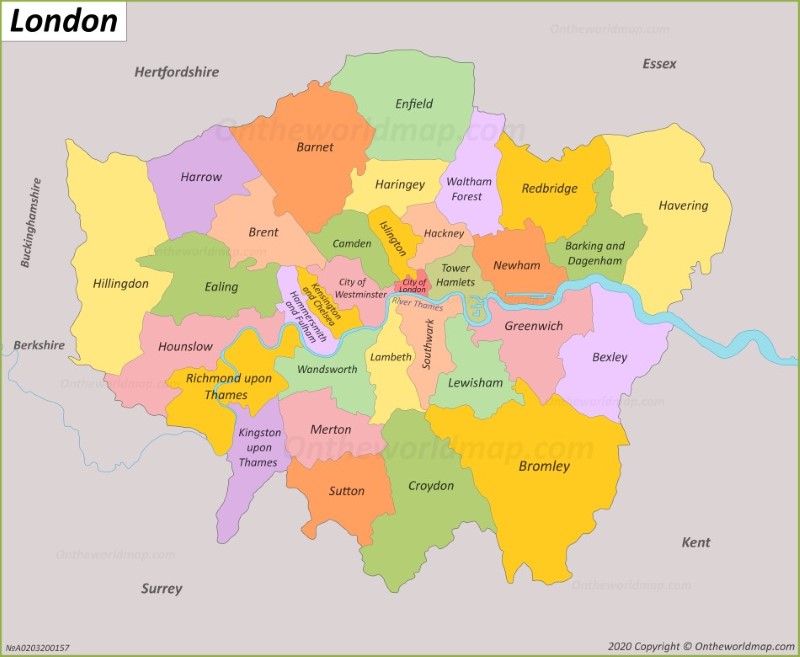 London
Ontheworldmap.com
Hertfordshire
Essex
Enfield
Ontheworldmap.com
Barnet
Harrow
Haringey
Waltham
Forest
Redbridge
Havering
Buckinghamshire
Brent
Camden
Islington
Hackney
Barking and
Dagenham
Newham
Tower
Hamlets
Ontheworldmap.com
Hillingdon
Ealing
Hammersmith
and Fulham
Kensington
and Chelsea
City of
Westminster
City of
London
River Thames
Greenwich
Berkshire
Hounslow
Richmond upon
Thames
Wandsworth
Lambeth
Southwark
Lewisham
Bexley
Ontheworldmap.com
Ontheworldmap.com
Kingston
upon
Thames
Merton
Ontheworldmap.com
Sutton
Croydon
Bromley
Kent
Ontheworldmap.com
Surrey
Ontheworldmap.com
№A0203200157
2020 Copyright © Ontheworldmap.com